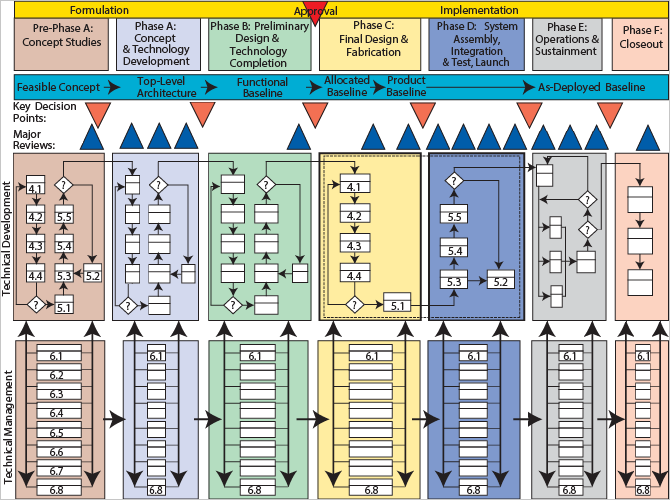 Formulation
Approval
Implementation
Pre-Phase A:
Concept Studies
Phase A:
Concept
& Technology
Development
Phase B: Preliminary
Design &
Technology
Completion
Phase C:
Final Design &
Fabrication
Phase D: System
Assembly,
Integration
& Test, Launch
Phase E:
Operations &
Sustainment
Phase F:
Closeout
Feasible Concept
Top-Level
Architecture
Functional
Baseline
Allocated
Baseline
Product
Baseline
As-Deployed Baseline
Key Decision
Points:
Major
Reviews:
Technical Development
4.1
?
4.2
5.5
4.3
5.4
4.4
5.3
5.2
?
5.1
?
?
?
?
4.1
4.2
4.3
4.4
?
5.1
?
5.5
5.4
5.3
5.2
?
?
Technical Management
6.1
6.2
6.3
6.4
6.5
6.6
6.7
6.8
6.1
6.8
6.1
6.8
6.1
6.8
6.1
6.8
6.1
6.8
6.1
6.8